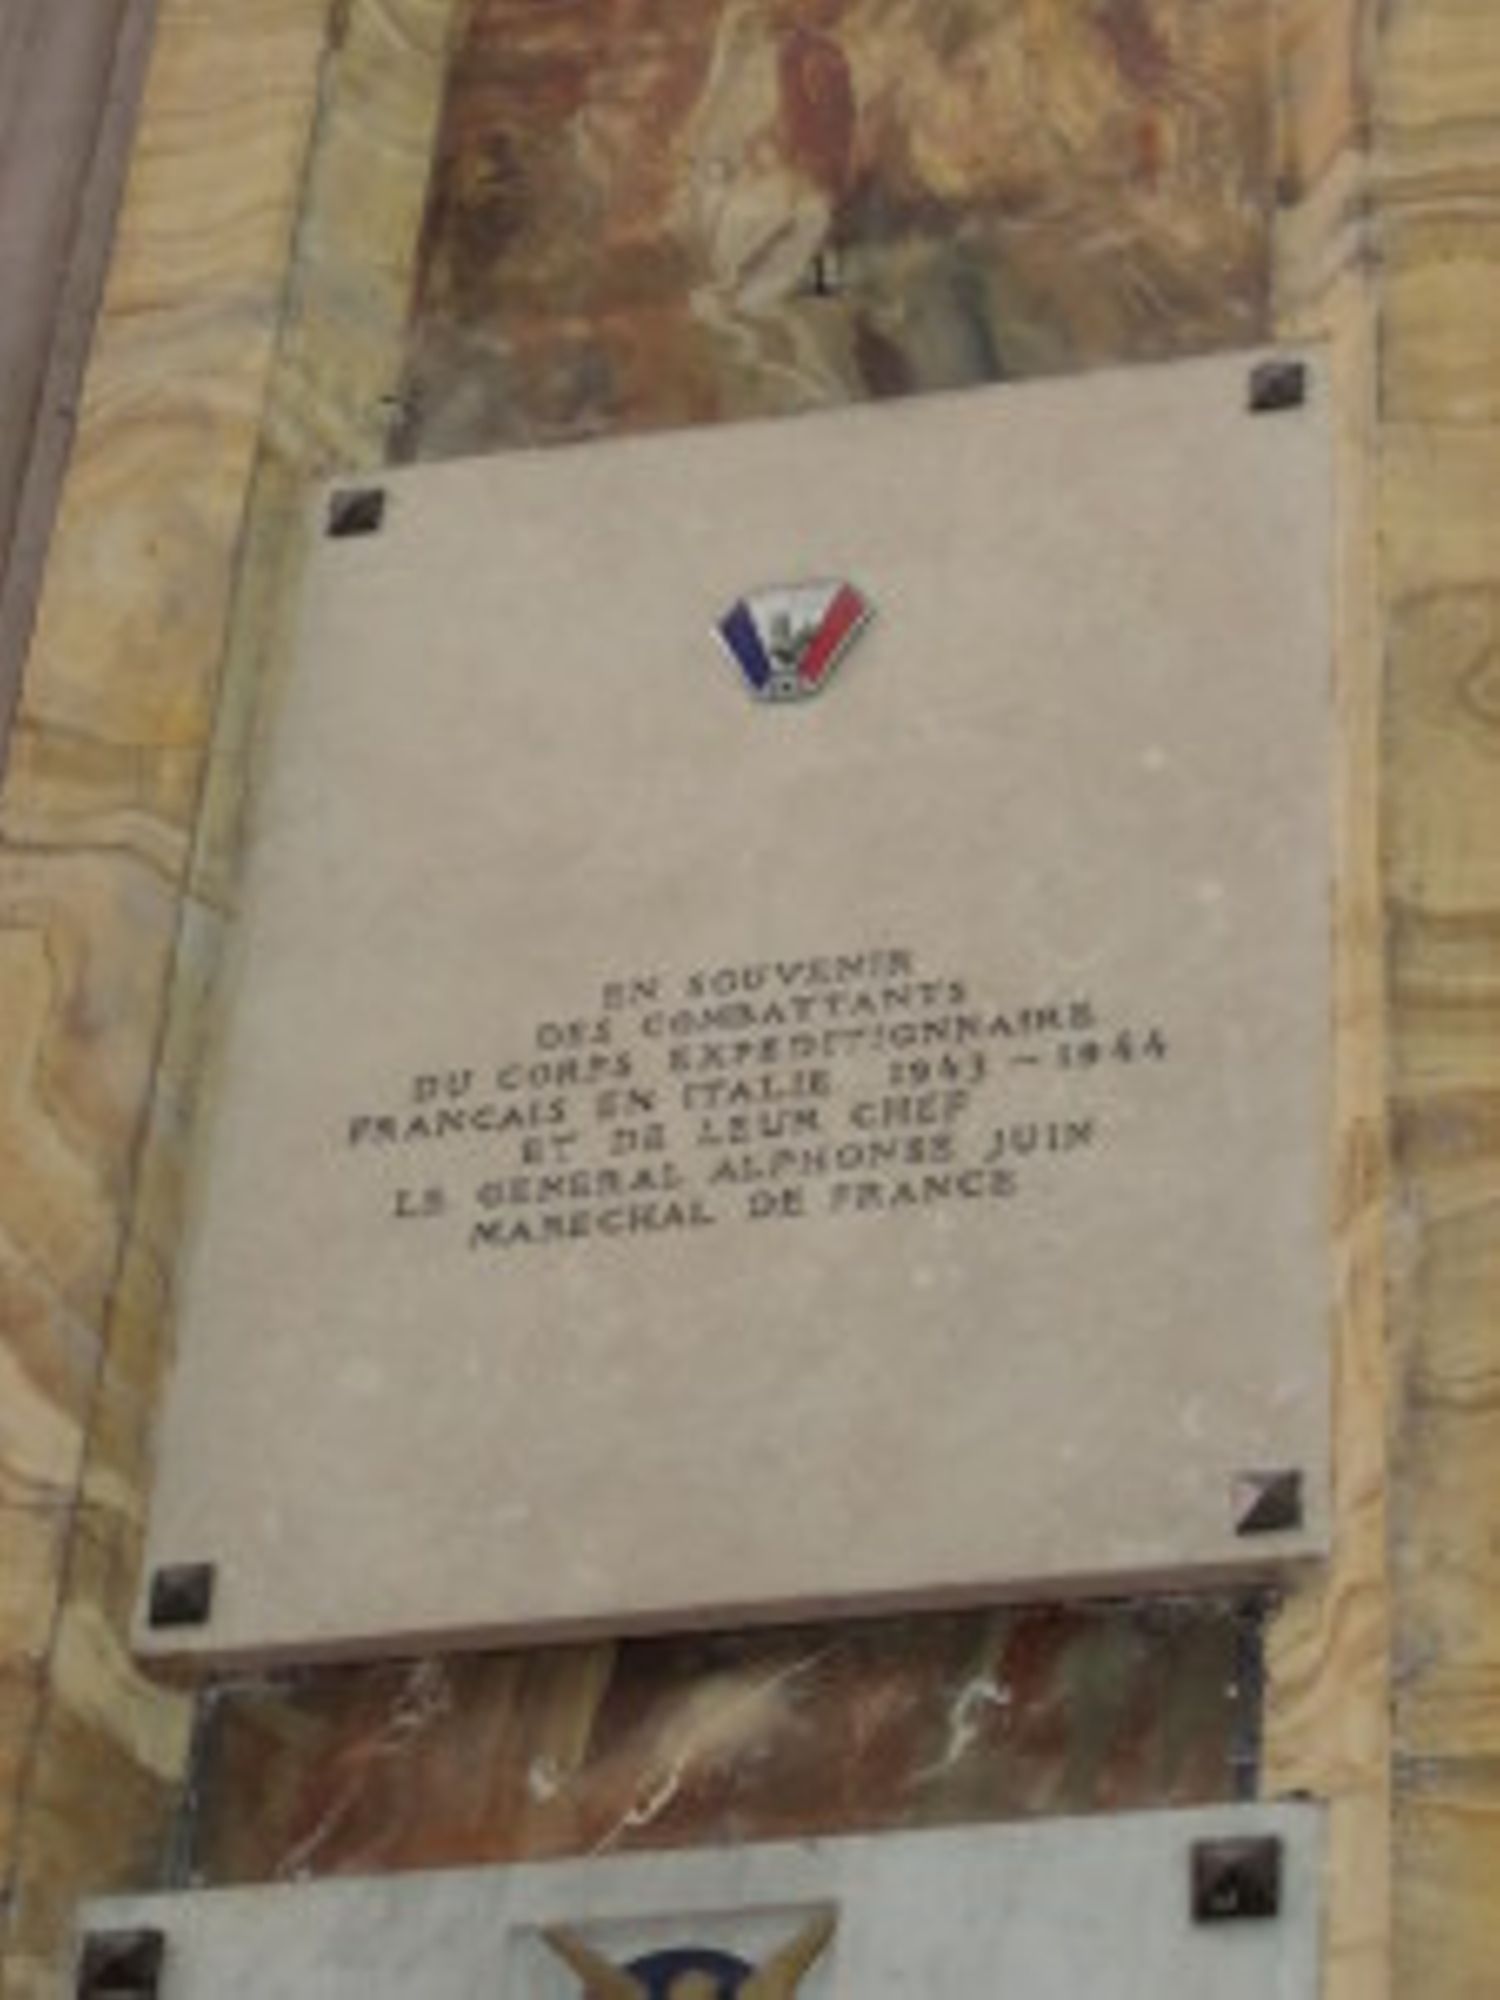 EN SOUVENIR
DES COMBATTANTS
DU CORPS EXPEDITIONNAIRE
FRANCAIS EN ITALIE 1943 - 1944
ET DE LEUR CHEF
LE GENERAL ALPHONSE JUIN
MARECHAL DE FRANCE